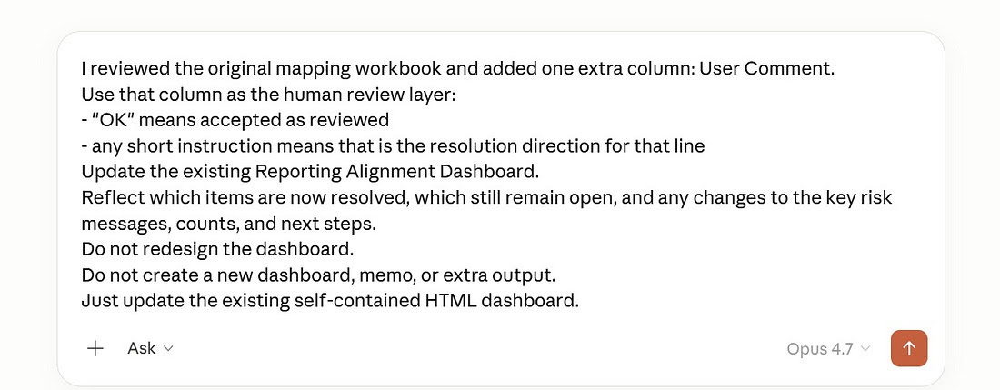 I reviewed the original mapping workbook and added one extra column: User Comment.
Use that column as the human review layer:
- "OK" means accepted as reviewed
- any short instruction means that is the resolution direction for that line
Update the existing Reporting Alignment Dashboard.
Reflect which items are now resolved, which still remain open, and any changes to the key risk
messages, counts, and next steps.
Do not redesign the dashboard.
Do not create a new dashboard, memo, or extra output.
Just update the existing self-contained HTML dashboard.
Ask
Opus 4.7